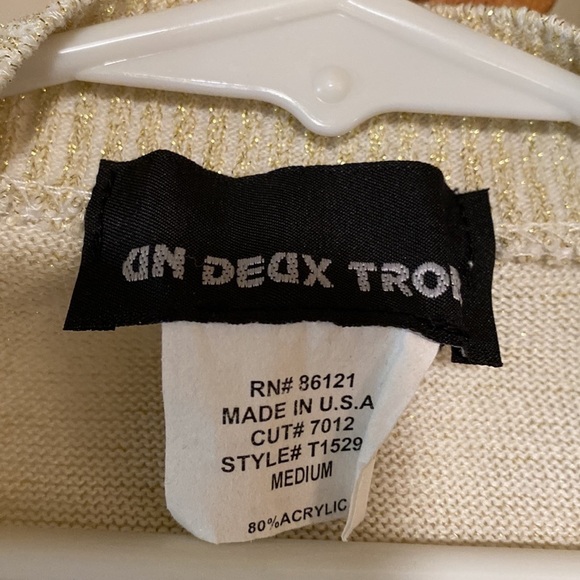 UN DEUX TROI
RN# 86121
MADE IN U.S.A
CUT# 7012
STYLE# T1529
MEDIUM
80%ACRYLIC